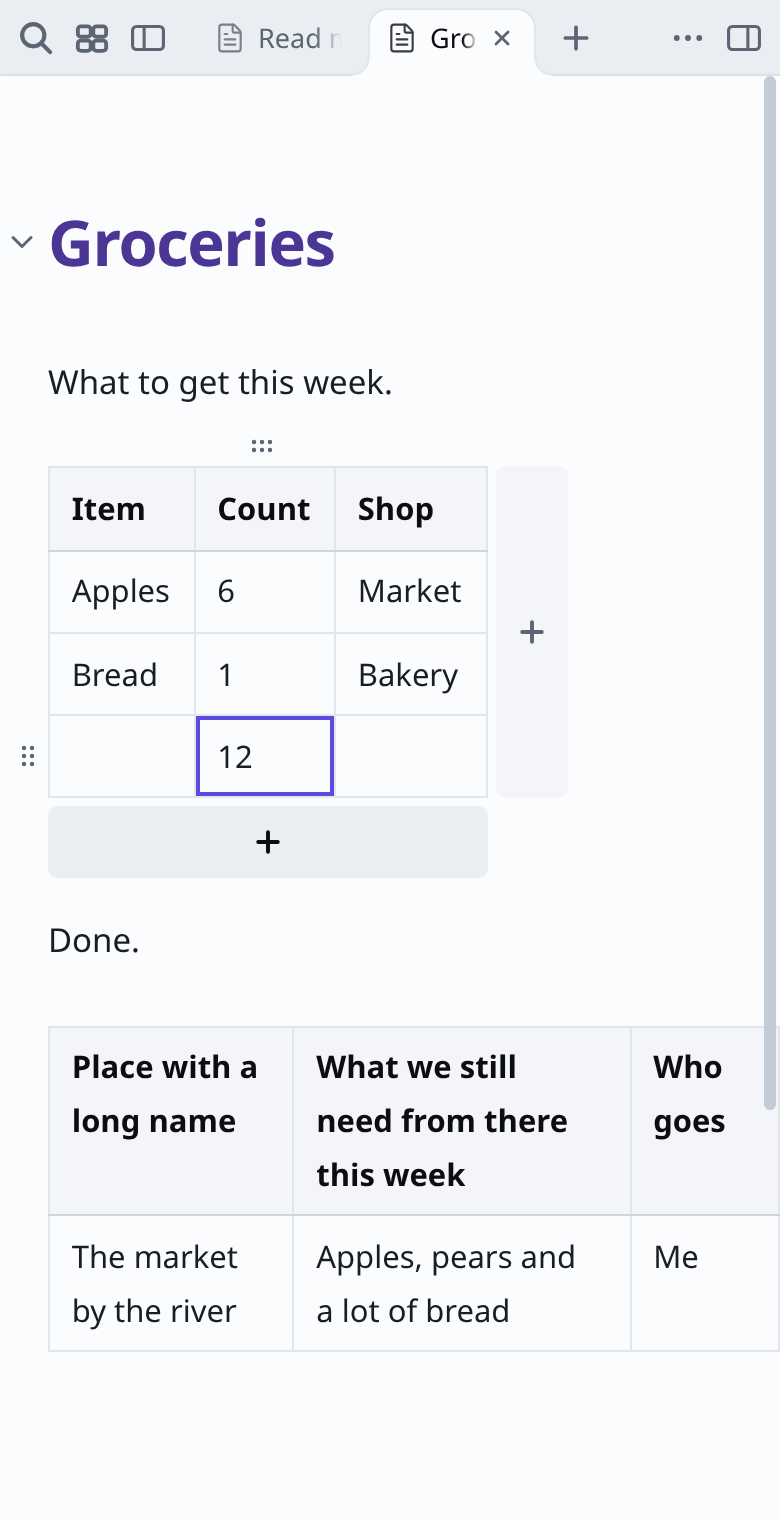 Read
Gro
Groceries
What to get this week.
Item Count Shop
Apples 6 Market
Bread 1 Bakery
12
Done.
Place with a long name
What we still need from there this week
Who goes
The market by the river
Apples, pears and a lot of bread
Me